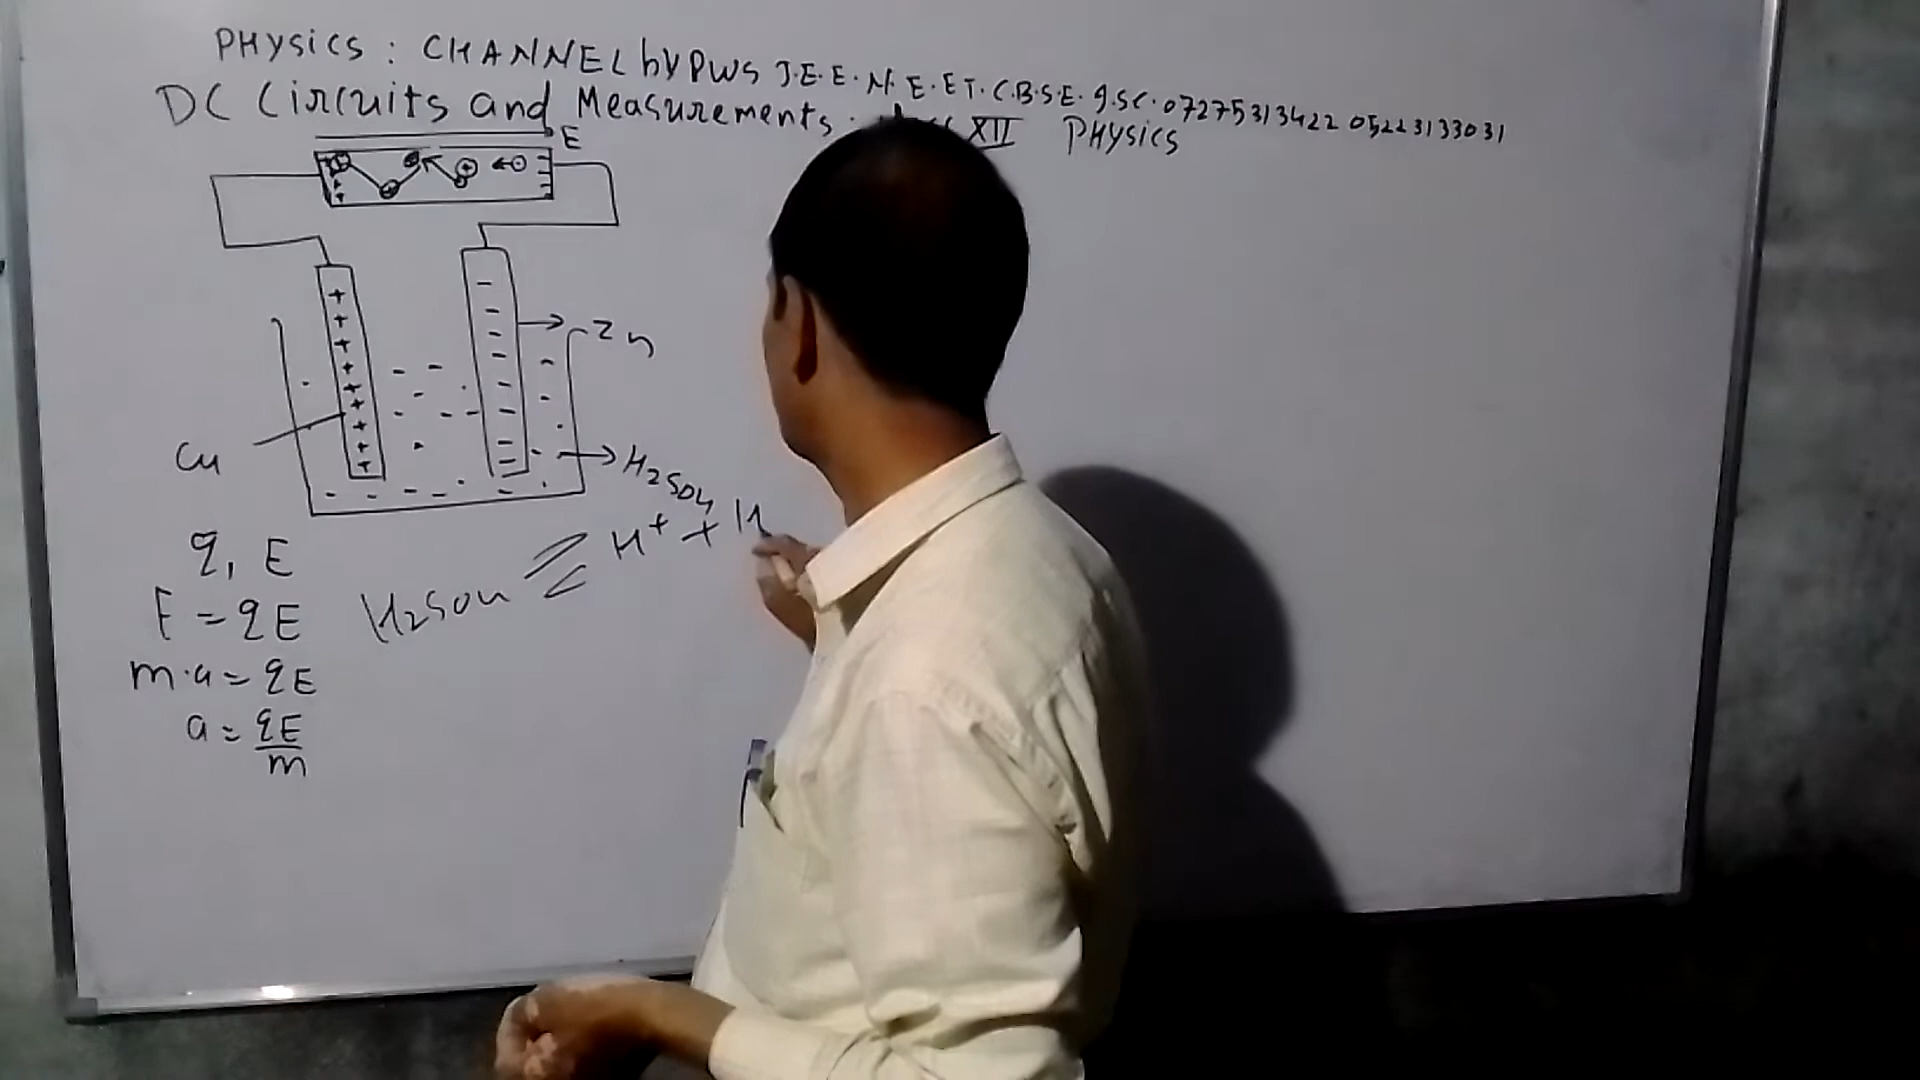 PHYSICS : CHANNEL by PWS J.E.E. N.E.ET. C.B.S.E. I.SC. 07275313422 05223133031
DC Circuits and Measurements : XII PHYSICS
E
Zn
Cu
H2SO4
q, E
F = qE
m·a = qE
a = qE/m
H2SO4 ⇌ H+ + H